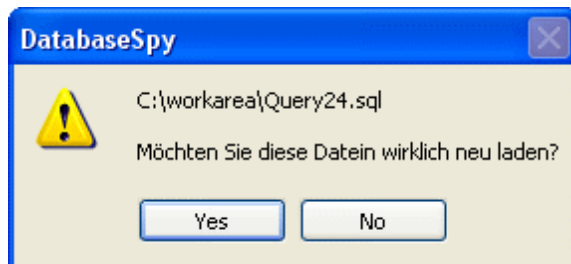 DatabaseSpy
C:\workarea\Query24.sql
Möchten Sie diese Datein wirklich neu laden?
Yes
No